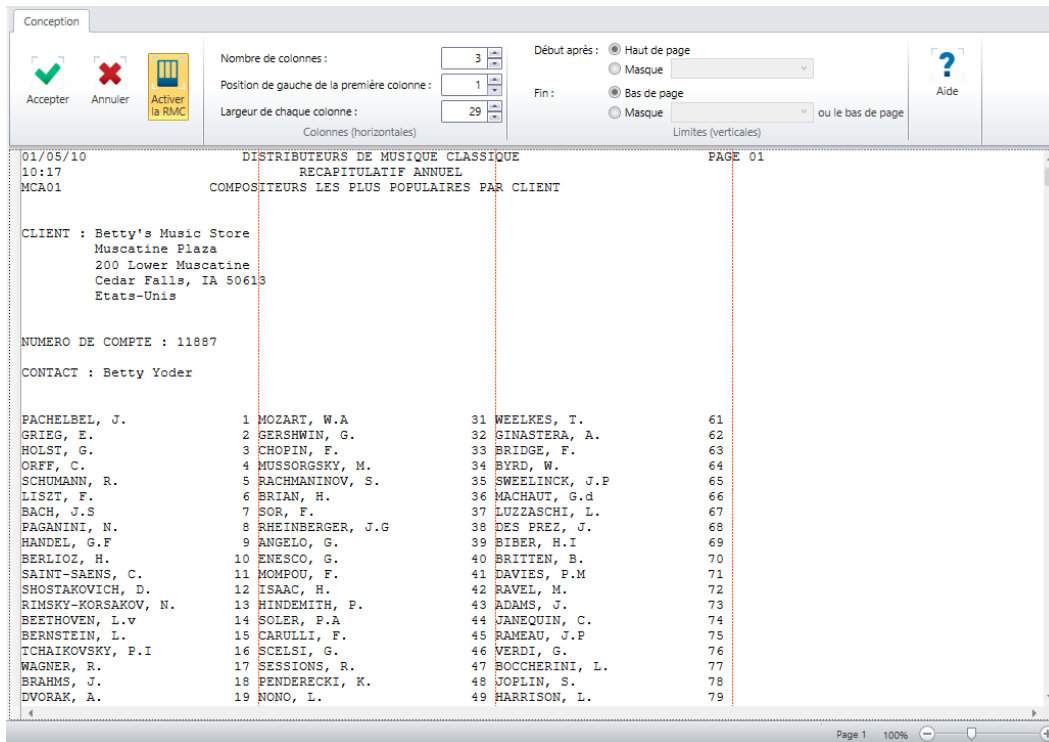 Conception
Accepter
Annuler
Activer la RMC
Nombre de colonnes : 3
Position de gauche de la première colonne : 1
Largeur de chaque colonne : 29
Colonnes (horizontales)
Début après : Haut de page
Masque
Fin : Bas de page
Masque ou le bas de page
Limites (verticales)
?
Aide
01/05/10 DISTRIBUTEURS DE MUSIQUE CLASSIQUE PAGE 01
10:17 RECAPITULATIF ANNUEL
MCA01 COMPOSITEURS LES PLUS POPULAIRES PAR CLIENT
CLIENT : Betty's Music Store
Muscatine Plaza
200 Lower Muscatine
Cedar Falls, IA 50613
Etats-Unis
NUMERO DE COMPTE : 11887
CONTACT : Betty Yoder
PACHELBEL, J. 1 MOZART, W.A 31 WEELKES, T. 61
GRIEG, E. 2 GERSHWIN, G. 32 GINASTERA, A. 62
HOLST, G. 3 CHOPIN, F. 33 BRIDGE, F. 63
ORFF, C. 4 MUSSORGSKY, M. 34 BYRD, W. 64
SCHUMANN, R. 5 RACHMANINOV, S. 35 SWEELINCK, J.P 65
LISZT, F. 6 BRIAN, H. 36 MACHAUT, G.d 66
BACH, J.S 7 SOR, F. 37 LUZZASCHI, L. 67
PAGANINI, N. 8 RHEINBERGER, J.G 38 DES PREZ, J. 68
HANDEL, G.F 9 ANGELO, G. 39 BIBER, H.I 69
BERLIOZ, H. 10 ENESCO, G. 40 BRITTEN, B. 70
SAINT-SAENS, C. 11 MOMPOU, F. 41 DAVIES, P.M 71
SHOSTAKOVICH, D. 12 ISAAC, H. 42 RAVEL, M. 72
RIMSKY-KORSAKOV, N. 13 HINDEMITH, P. 43 ADAMS, J. 73
BEETHOVEN, L.v 14 SOLER, P.A 44 JANEQUIN, C. 74
BERNSTEIN, L. 15 CARULLI, F. 45 RAMEAU, J.P 75
TCHAIKOVSKY, P.I 16 SCELSI, G. 46 VERDI, G. 76
WAGNER, R. 17 SESSIONS, R. 47 BOCCHERINI, L. 77
BRAHMS, J. 18 PENDERECKI, K. 48 JOPLIN, S. 78
DVORAK, A. 19 NONO, L. 49 HARRISON, L. 79
Page 1 100%